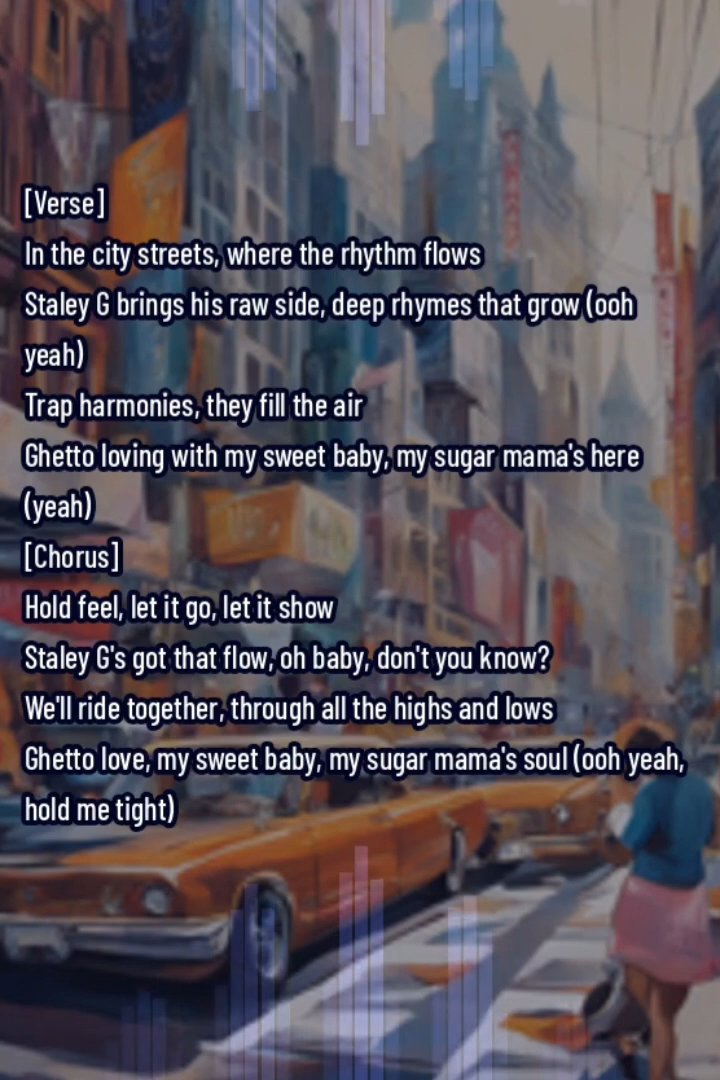 [Verse]
In the city streets, where the rhythm flows
Staley G brings his raw side, deep rhymes that grow (ooh
yeah)
Trap harmonies, they fill the air
Ghetto loving with my sweet baby, my sugar mama's here
(yeah)
[Chorus]
Hold feel, let it go, let it show
Staley G's got that flow, oh baby, don't you know?
We'll ride together, through all the highs and lows
Ghetto love, my sweet baby, my sugar mama's soul (ooh yeah,
hold me tight)